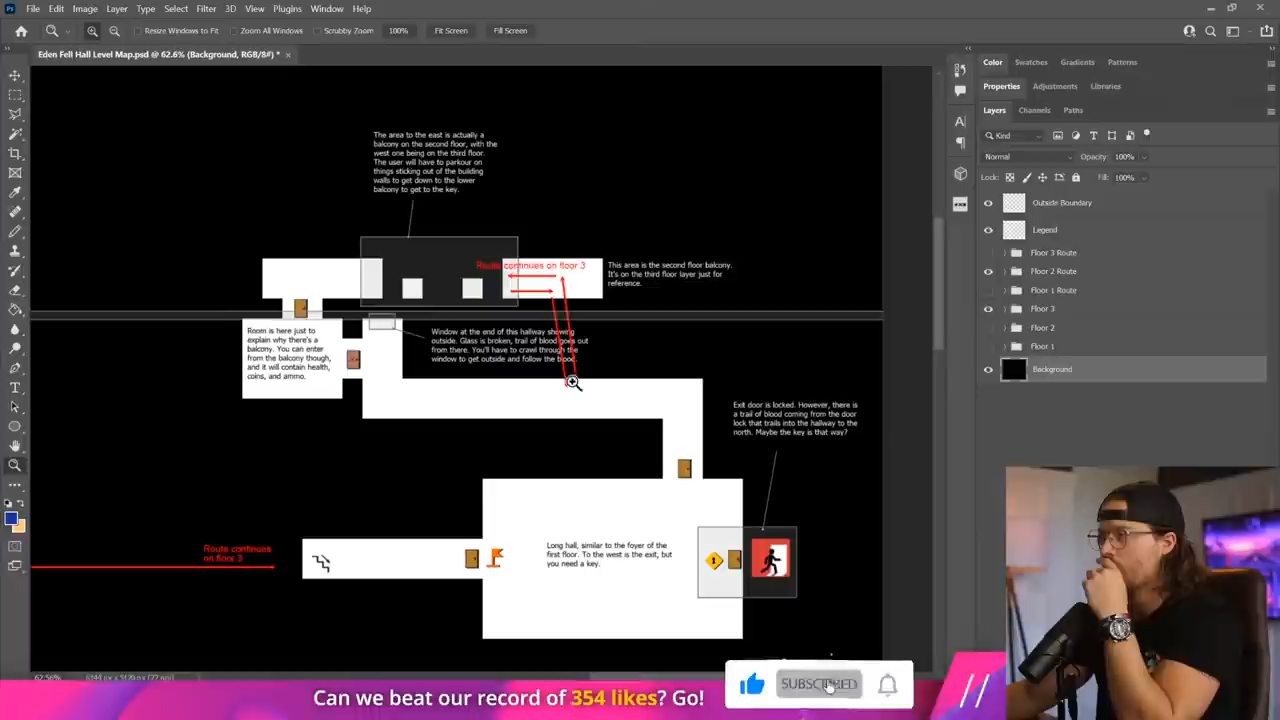 File Edit Image Layer Type Select Filter 3D View Plugins Window Help
Resize Windows to Fit Zoom All Windows Scrubby Zoom 100% Fit Screen Fill Screen
Eden Fell Hall Level Map.psd @ 62.6% (Background, RGB/8#) *
Color Swatches Gradients Patterns
Properties Adjustments Libraries
Layers Channels Paths
Kind
Normal Opacity: 100%
Lock: Fill: 100%
Outside Boundary
Legend
Floor 3 Route
Floor 2 Route
Floor 1 Route
Floor 3
Floor 2
Floor 1
Background
The area to the east is actually a
balcony on the second floor, with the
west one being on the third floor.
The user will have to parkour on
things sticking out of the building
walls to get down to the lower
balcony to get to the key.
Route continues on floor 3
This area is the second floor balcony.
It's on the third floor layer just for
reference.
Room is here just to
explain why there's a
balcony. You can enter
from the balcony though,
and it will contain health,
coins, and ammo.
Window at the end of this hallway showing
outside. Glass is broken, trail of blood goes out
from there. You'll have to crawl through the
window to get outside and follow the blood.
Exit door is locked. However, there is
a trail of blood coming from the door
lock that trails into the hallway to the
north. Maybe the key is that way?
Route continues
on floor 3
Long hall, similar to the foyer of the
first floor. To the west is the exit, but
you need a key.
62.56%
SUBSCRIBED
Can we beat our record of 354 likes? Go!
//